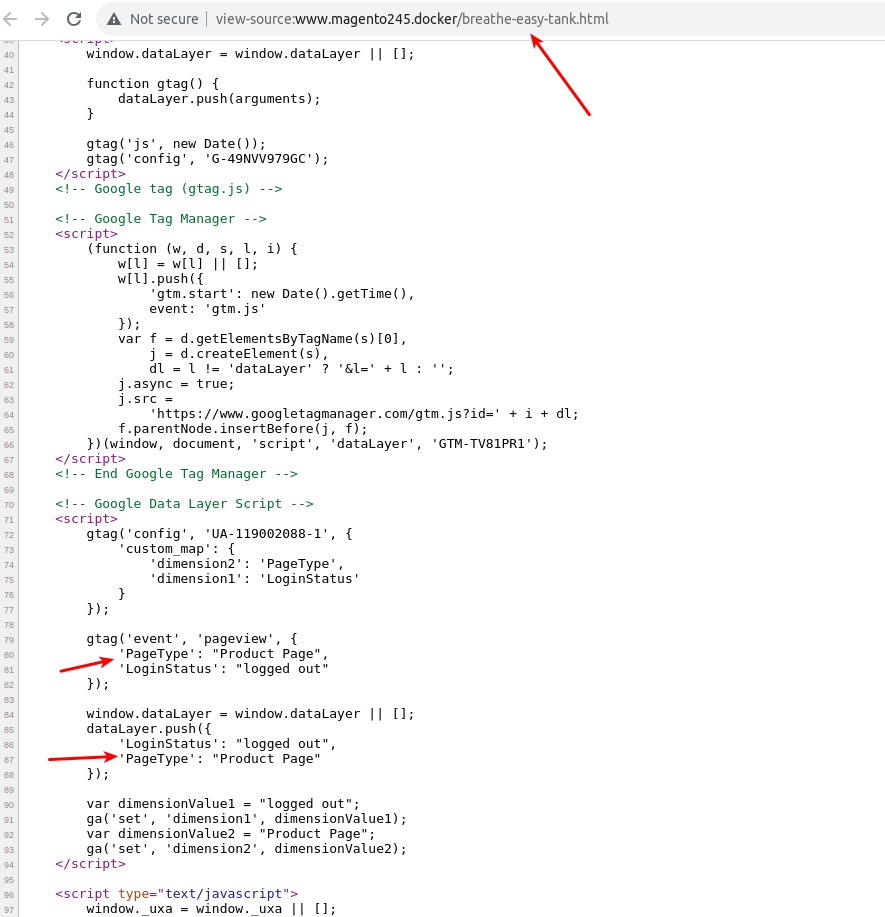 Not secure | view-source:www.magento245.docker/breathe-easy-tank.html
39 <script>
40 window.dataLayer = window.dataLayer || [];
41
42 function gtag() {
43 dataLayer.push(arguments);
44 }
45
46 gtag('js', new Date());
47 gtag('config', 'G-49NVV979GC');
48 </script>
49 <!-- Google tag (gtag.js) -->
50
51 <!-- Google Tag Manager -->
52 <script>
53 (function (w, d, s, l, i) {
54 w[l] = w[l] || [];
55 w[l].push({
56 'gtm.start': new Date().getTime(),
57 event: 'gtm.js'
58 });
59 var f = d.getElementsByTagName(s)[0],
60 j = d.createElement(s),
61 dl = l != 'dataLayer' ? '&l=' + l : '';
62 j.async = true;
63 j.src =
64 'https://www.googletagmanager.com/gtm.js?id=' + i + dl;
65 f.parentNode.insertBefore(j, f);
66 })(window, document, 'script', 'dataLayer', 'GTM-TV81PR1');
67 </script>
68 <!-- End Google Tag Manager -->
69
70 <!-- Google Data Layer Script -->
71 <script>
72 gtag('config', 'UA-119002088-1', {
73 'custom_map': {
74 'dimension2': 'PageType',
75 'dimension1': 'LoginStatus'
76 }
77 });
78
79 gtag('event', 'pageview', {
80 'PageType': "Product Page",
81 'LoginStatus': "logged out"
82 });
83
84 window.dataLayer = window.dataLayer || [];
85 dataLayer.push({
86 'LoginStatus': "logged out",
87 'PageType': "Product Page"
88 });
89
90 var dimensionValue1 = "logged out";
91 ga('set', 'dimension1', dimensionValue1);
92 var dimensionValue2 = "Product Page";
93 ga('set', 'dimension2', dimensionValue2);
94 </script>
95
96 <script type="text/javascript">
97 window._uxa = window._uxa || [];